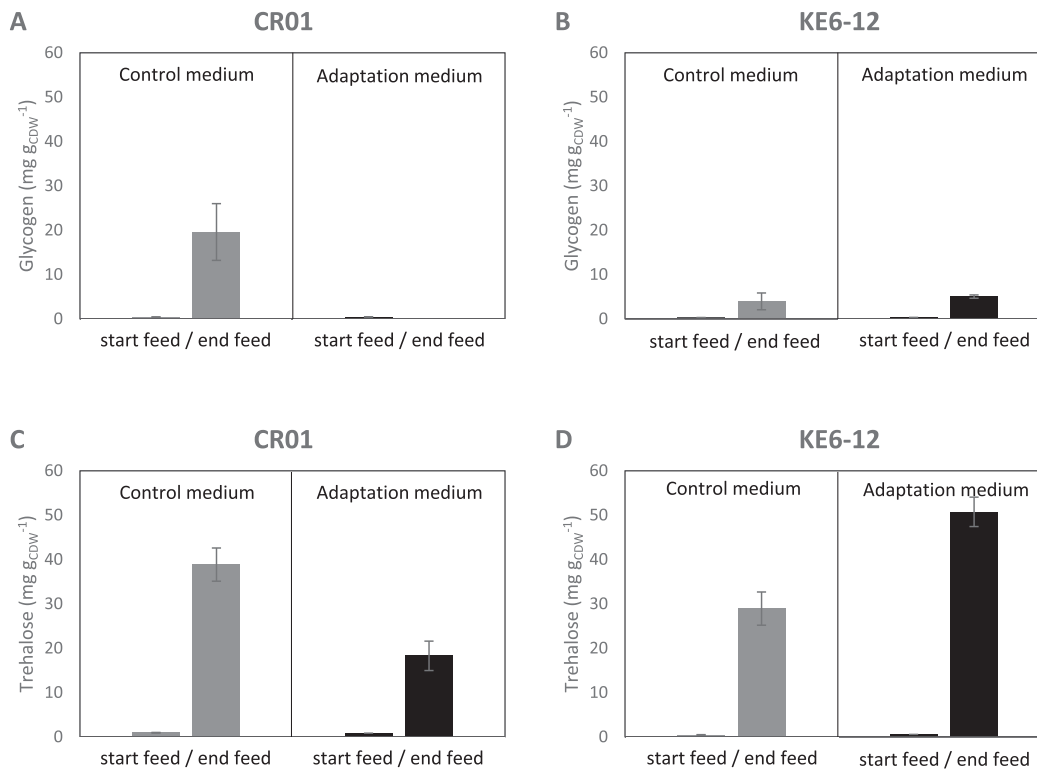 A
CR01
Glycogen (mg gCDW-1)
60
50
40
30
20
10
0
Control medium
Adaptation medium
start feed / end feed
start feed / end feed
B
KE6-12
Glycogen (mg gCDW-1)
60
50
40
30
20
10
0
Control medium
Adaptation medium
start feed / end feed
start feed / end feed
C
CR01
Trehalose (mg gCDW-1)
60
50
40
30
20
10
0
Control medium
Adaptation medium
start feed / end feed
start feed / end feed
D
KE6-12
Trehalose (mg gCDW-1)
60
50
40
30
20
10
0
Control medium
Adaptation medium
start feed / end feed
start feed / end feed